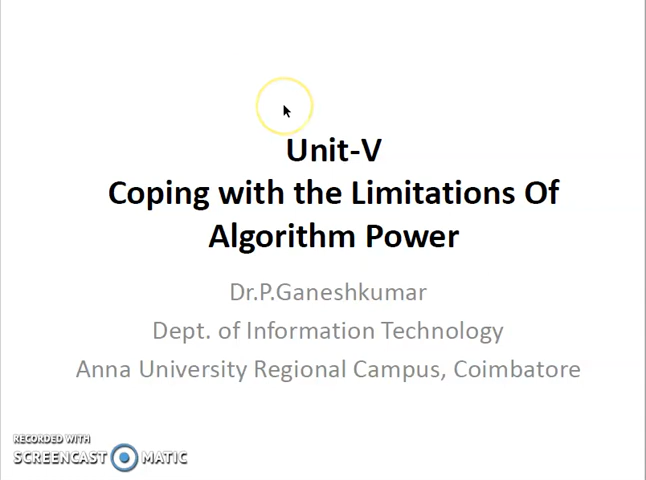 Unit-V
Coping with the Limitations Of
Algorithm Power
Dr.P.Ganeshkumar
Dept. of Information Technology
Anna University Regional Campus, Coimbatore
RECORDED WITH
SCREENCAST MATIC